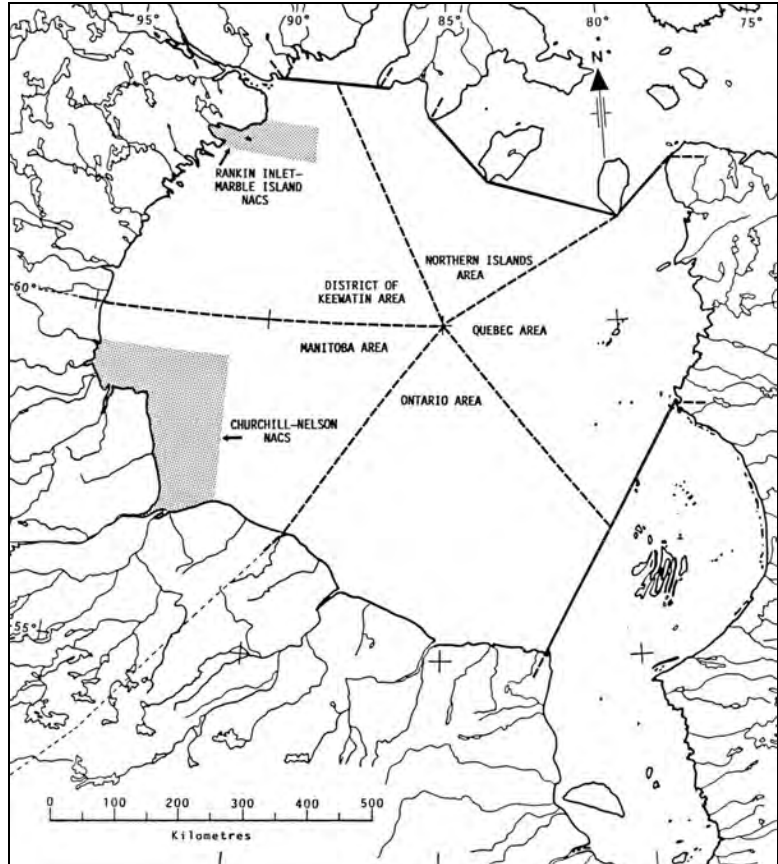 95°
90°
85°
80°
75°
N
RANKIN INLET-
MARBLE ISLAND
NACS
NORTHERN ISLANDS
AREA
DISTRICT OF
KEEWATIN AREA
60°
MANITOBA AREA
QUEBEC AREA
ONTARIO AREA
CHURCHILL-NELSON
NACS
55°
0 100 200 300 400 500
Kilometres